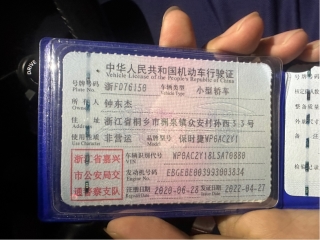 中华人民共和国机动车行驶证
Vehicle License of the People's Republic of China
号牌号码 浙F076158 车辆类型 小型轿车
Plate No. Vehicle Type
所有人 钟东杰
Owner
住址 浙江省桐乡市洲泉镇众安村孙西33号
Address
使用性质 非营运 品牌型号 保时捷WP0ACZY1
Use Character Model
浙江省嘉兴市公安局交通警察支队
车辆识别代号 WP0ACZY18LSA70880
VIN
发动机号码
Engine No.
注册日期 2020-06-28 发证日期 2022-04-27
Register Date Issue Date